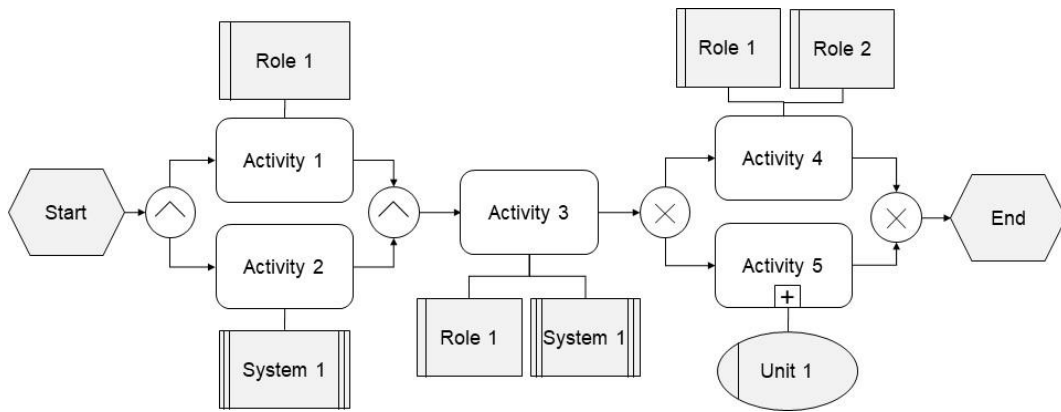 Role 1
Role 1
Role 2
Activity 1
Activity 4
Start
Activity 3
End
Activity 2
Activity 5
+
Role 1
System 1
System 1
Unit 1